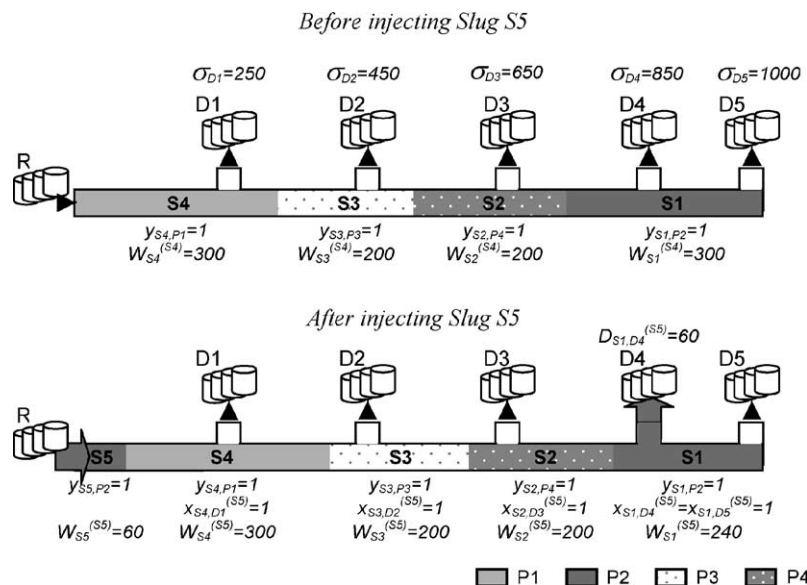 Before injecting Slug S5
σD1=250 σD2=450 σD3=650 σD4=850 σD5=1000
D1 D2 D3 D4 D5
R
S4 S3 S2 S1
yS4,P1=1 yS3,P3=1 yS2,P4=1 yS1,P2=1
WS4(S4)=300 WS3(S4)=200 WS2(S4)=200 WS1(S4)=300
After injecting Slug S5
DS1,D4(S5)=60
D1 D2 D3 D4 D5
R
S5 S4 S3 S2 S1
yS5,P2=1 yS4,P1=1 yS3,P3=1 yS2,P4=1 yS1,P2=1
xS4,D1(S5)=1 xS3,D2(S5)=1 xS2,D3(S5)=1 xS1,D4(S5)=xS1,D5(S5)=1
WS5(S5)=60 WS4(S5)=300 WS3(S5)=200 WS2(S5)=200 WS1(S5)=240
P1 P2 P3 P4